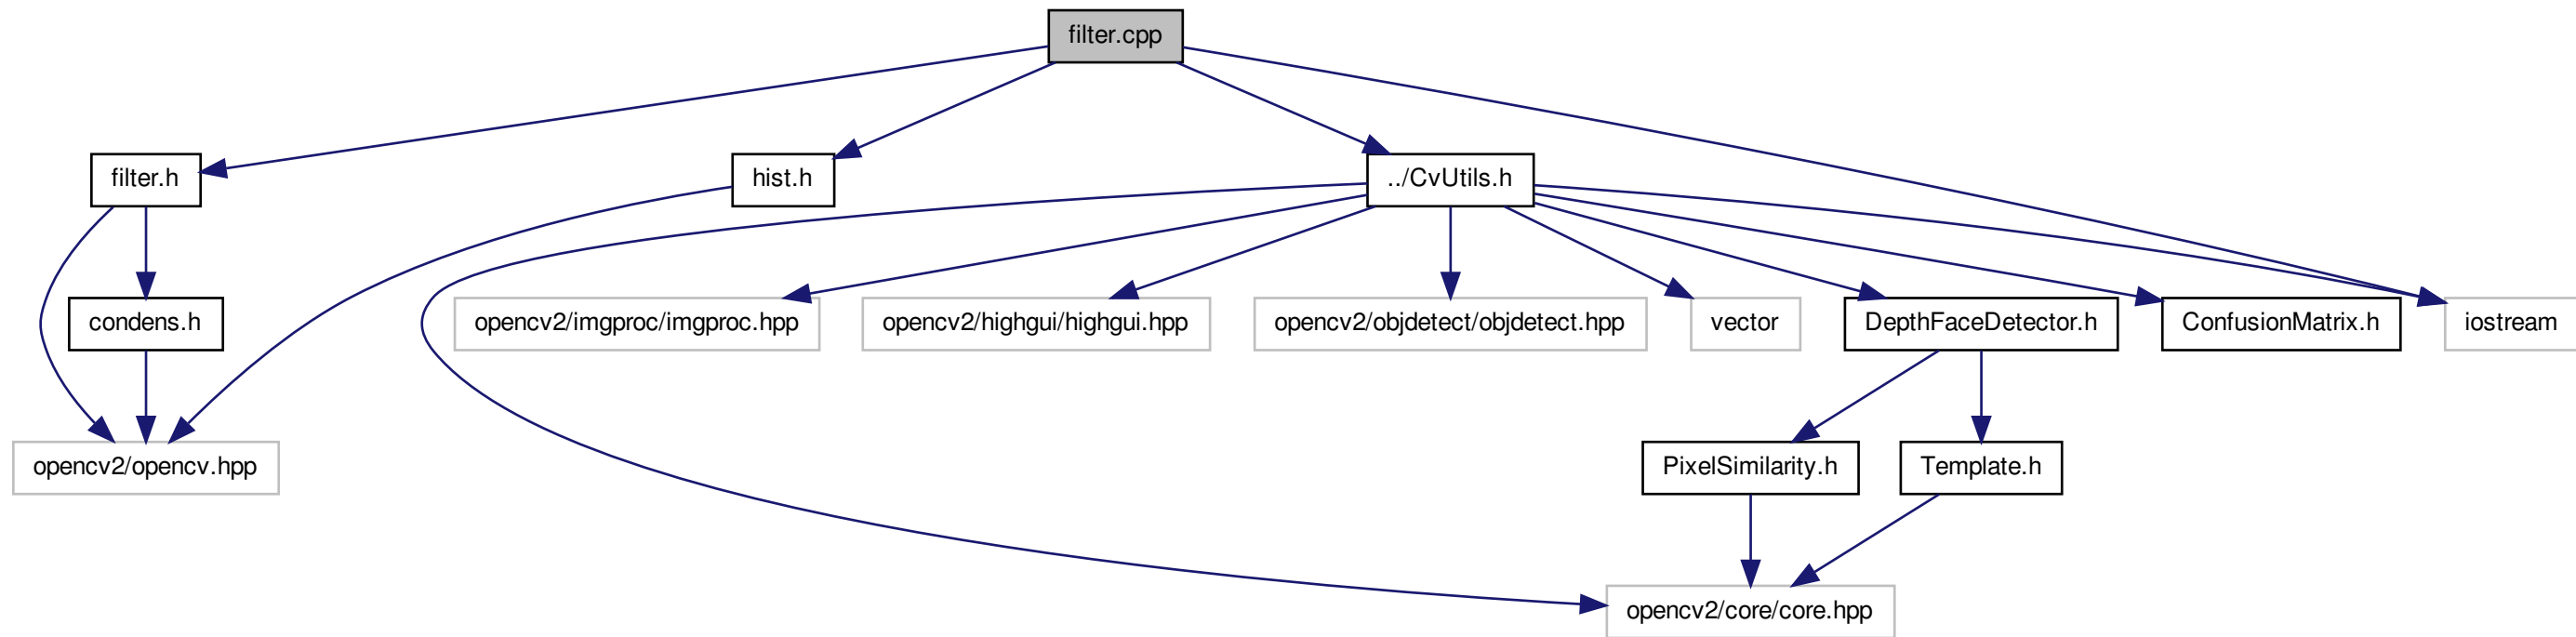 filter.cpp
filter.h
hist.h
../CvUtils.h
condens.h
opencv2/imgproc/imgproc.hpp
opencv2/highgui/highgui.hpp
opencv2/objdetect/objdetect.hpp
vector
DepthFaceDetector.h
ConfusionMatrix.h
iostream
opencv2/opencv.hpp
PixelSimilarity.h
Template.h
opencv2/core/core.hpp